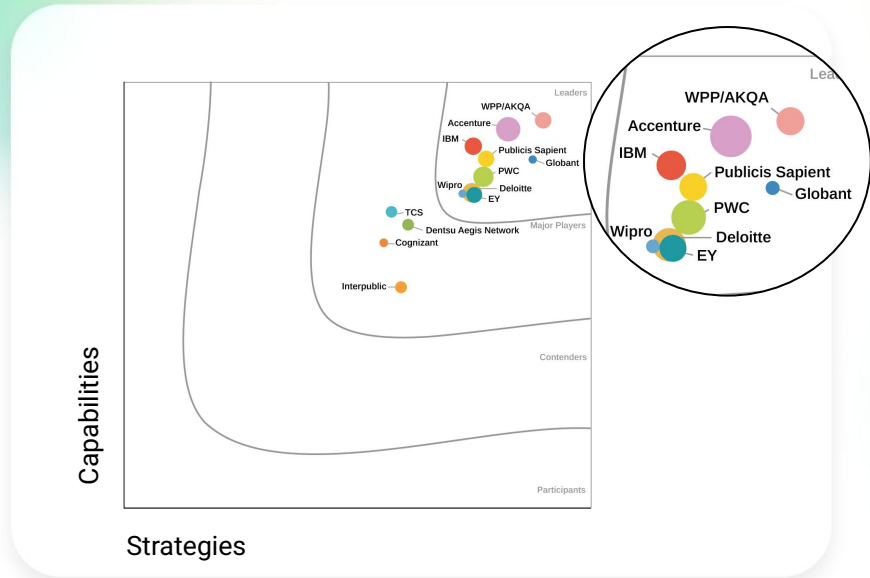 Leaders
WPP/AKQA
Accenture
IBM
Publicis Sapient
Globant
PWC
Wipro
Deloitte
EY
TCS
Dentsu Aegis Network
Major Players
Cognizant
Interpublic
Contenders
Participants
Capabilities
Strategies
Lea
WPP/AKQA
Accenture
IBM
Publicis Sapient
Globant
PWC
Wipro
Deloitte
EY